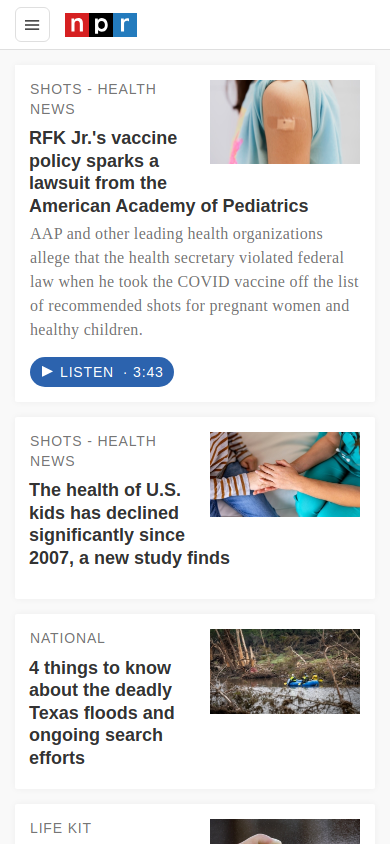 npr
SHOTS - HEALTH
NEWS
RFK Jr.'s vaccine
policy sparks a
lawsuit from the
American Academy of Pediatrics
AAP and other leading health organizations
allege that the health secretary violated federal
law when he took the COVID vaccine off the list
of recommended shots for pregnant women and
healthy children.
LISTEN · 3:43
SHOTS - HEALTH
NEWS
The health of U.S.
kids has declined
significantly since
2007, a new study finds
NATIONAL
4 things to know
about the deadly
Texas floods and
ongoing search
efforts
LIFE KIT